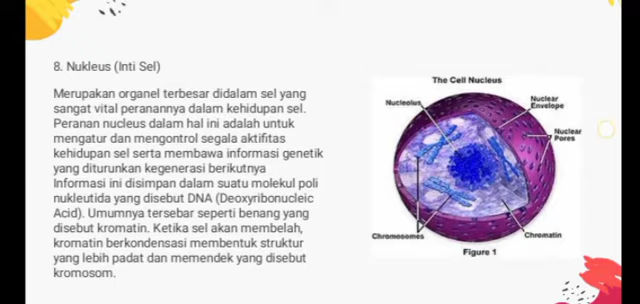 8. Nukleus (Inti Sel)
Merupakan organel terbesar didalam sel yang
sangat vital peranannya dalam kehidupan sel.
Peranan nucleus dalam hal ini adalah untuk
mengatur dan mengontrol segala aktifitas
kehidupan sel serta membawa informasi genetik
yang diturunkan kegenerasi berikutnya
Informasi ini disimpan dalam suatu molekul poli
nukleutida yang disebut DNA (Deoxyribonucleic
Acid). Umumnya tersebar seperti benang yang
disebut kromatin. Ketika sel akan membelah,
kromatin berkondensasi membentuk struktur
yang lebih padat dan memendek yang disebut
kromosom.
The Cell Nucleus
Nucleolus
Nuclear
Envelope
Nuclear
Pores
Chromosomes
Chromatin
Figure 1